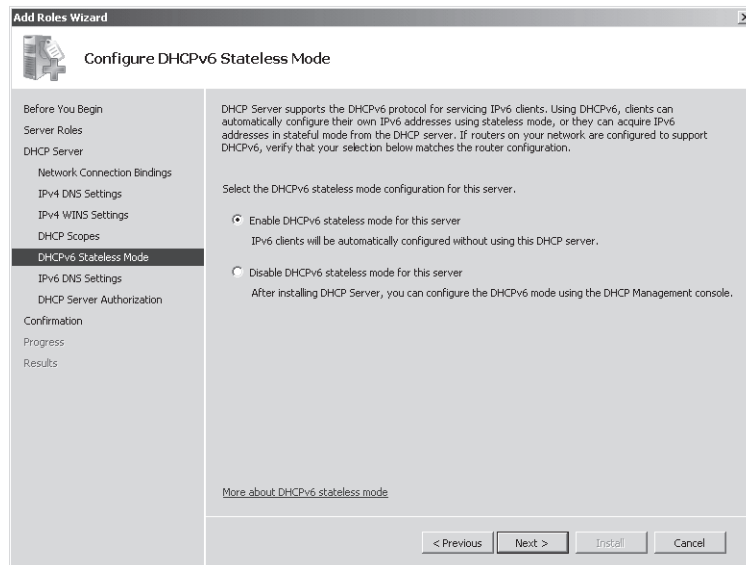 Add Roles Wizard
Configure DHCPv6 Stateless Mode
Before You Begin
Server Roles
DHCP Server
Network Connection Bindings
IPv4 DNS Settings
IPv4 WINS Settings
DHCP Scopes
DHCPv6 Stateless Mode
IPv6 DNS Settings
DHCP Server Authorization
Confirmation
Progress
Results
DHCP Server supports the DHCPv6 protocol for servicing IPv6 clients. Using DHCPv6, clients can
automatically configure their own IPv6 addresses using stateless mode, or they can acquire IPv6
addresses in stateful mode from the DHCP server. If routers on your network are configured to support
DHCPv6, verify that your selection below matches the router configuration.
Select the DHCPv6 stateless mode configuration for this server.
Enable DHCPv6 stateless mode for this server
IPv6 clients will be automatically configured without using this DHCP server.
Disable DHCPv6 stateless mode for this server
After installing DHCP Server, you can configure the DHCPv6 mode using the DHCP Management console.
More about DHCPv6 stateless mode
< Previous
Next >
Install
Cancel